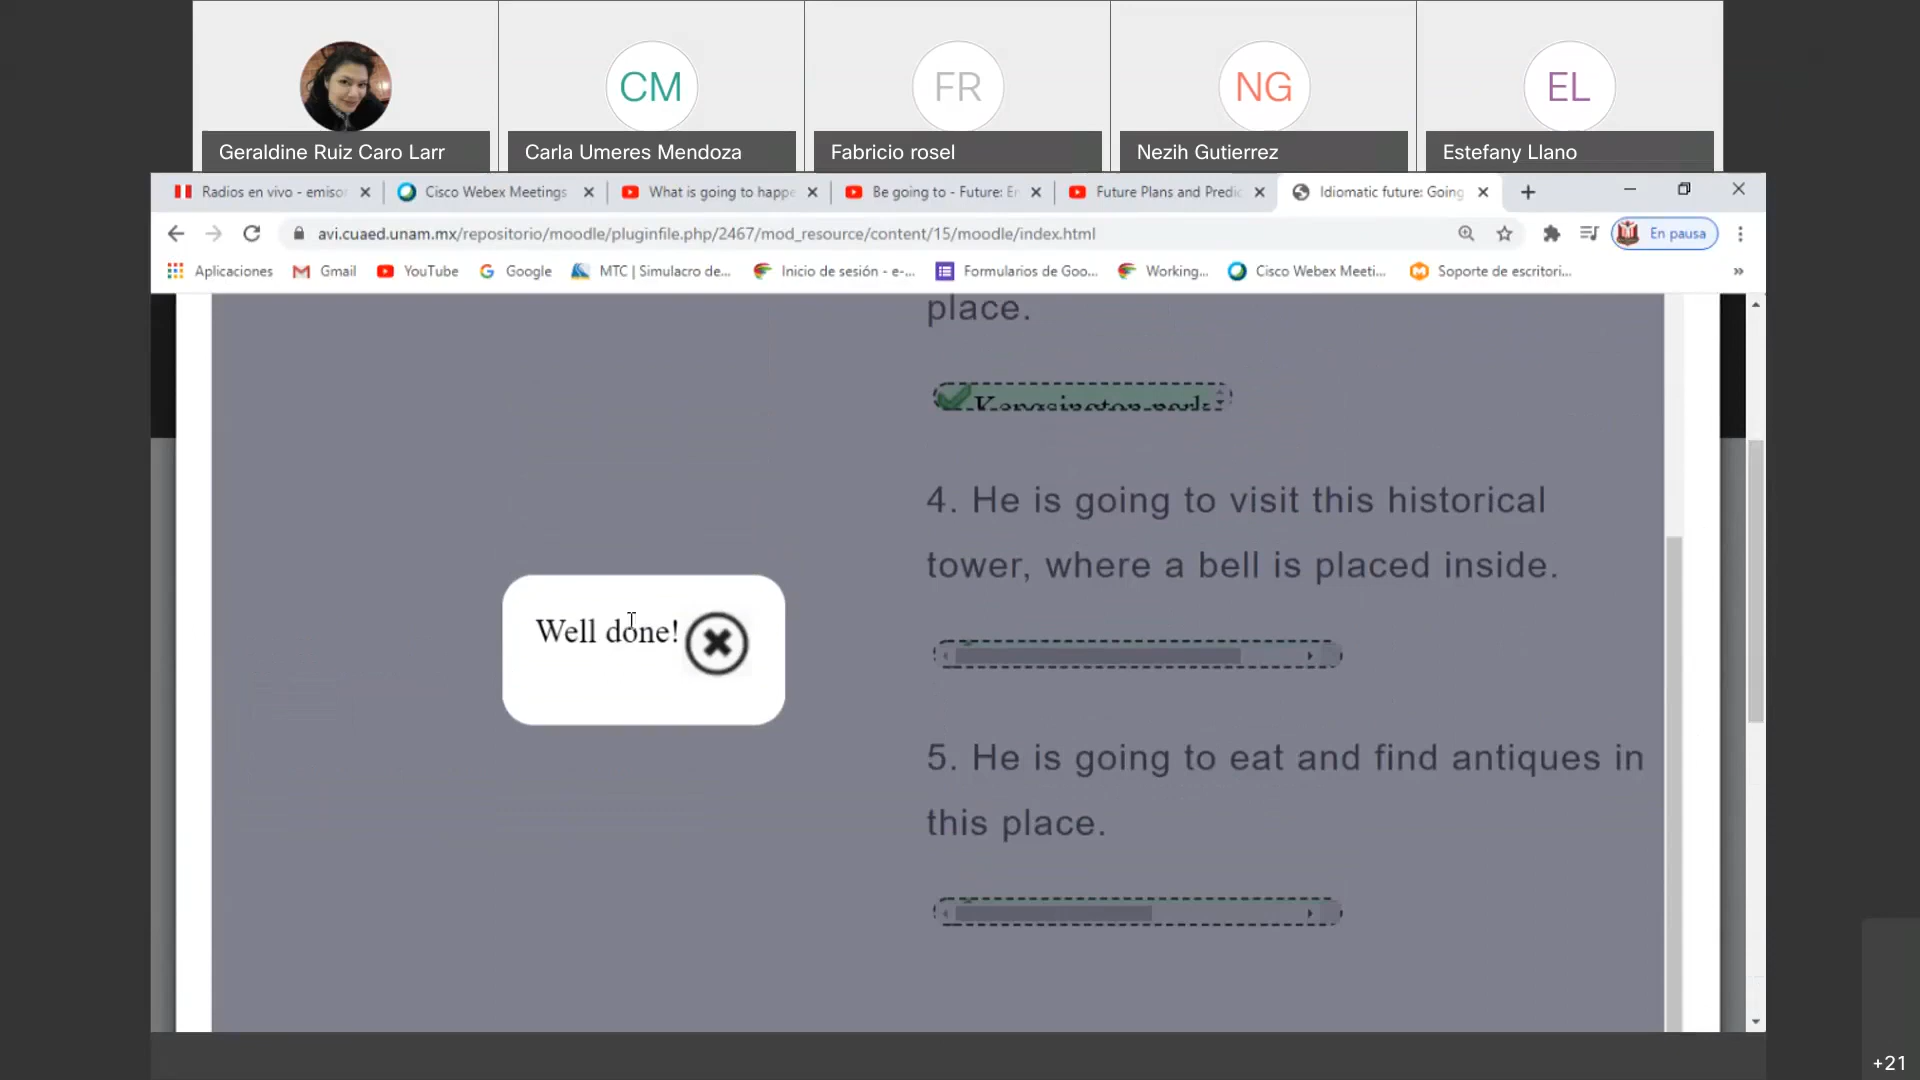 CM
FR
NG
EL
Geraldine Ruiz Caro Larr
Carla Umeres Mendoza
Fabricio rosel
Nezih Gutierrez
Estefany Llano
Radios en vivo - emisor
Cisco Webex Meetings
What is going to happe
Be going to - Future: En
Future Plans and Predic
Idiomatic future: Going
avi.cuaed.unam.mx/repositorio/moodle/pluginfile.php/2467/mod_resource/content/15/moodle/index.html
En pausa
Aplicaciones
Gmail
YouTube
Google
MTC | Simulacro de...
Inicio de sesión - e-...
Formularios de Goo...
Working...
Cisco Webex Meeti...
Soporte de escritori...
»
place.
Kensington park
4. He is going to visit this historical
tower, where a bell is placed inside.
Well done!
5. He is going to eat and find antiques in
this place.
+21